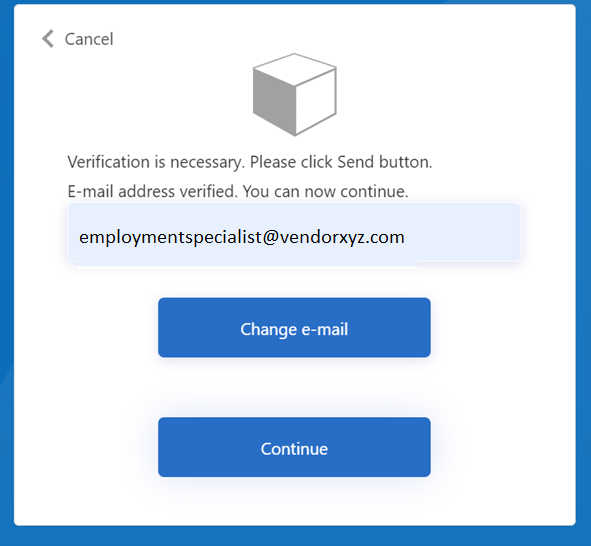 Cancel
Verification is necessary. Please click Send button.
E-mail address verified. You can now continue.
employmentspecialist@vendorxyz.com
Change e-mail
Continue